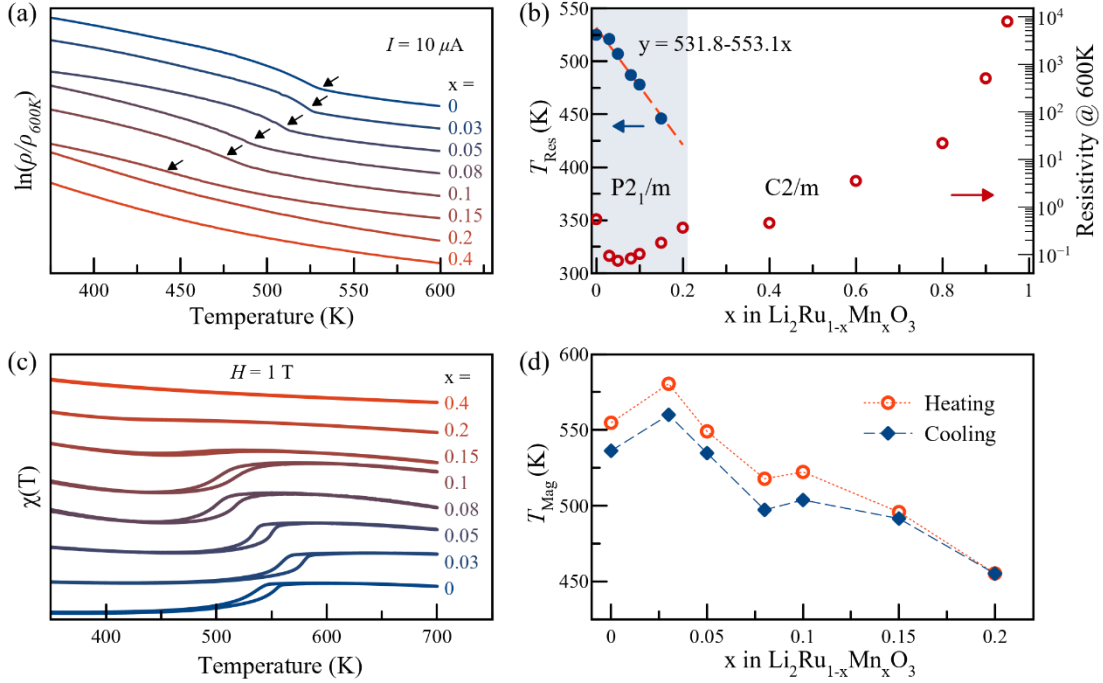 (a)
I = 10 μA
x =
0
0.03
0.05
0.08
0.1
0.15
0.2
0.4
ln(ρ/ρ600K)
400
450
500
550
600
Temperature (K)
(b)
550
525
500
475
450
425
400
375
350
325
300
TRes (K)
y = 531.8-553.1x
P21/m
C2/m
10^4
10^3
10^2
10^1
10^0
10^-1
Resistivity @ 600K
0
0.2
0.4
0.6
0.8
1
x in Li2Ru1-xMnxO3
(c)
H = 1 T
x =
0.4
0.2
0.15
0.1
0.08
0.05
0.03
0
χ(T)
400
500
600
700
Temperature (K)
(d)
600
550
500
450
TMag (K)
Heating
Cooling
0
0.05
0.1
0.15
0.2
x in Li2Ru1-xMnxO3